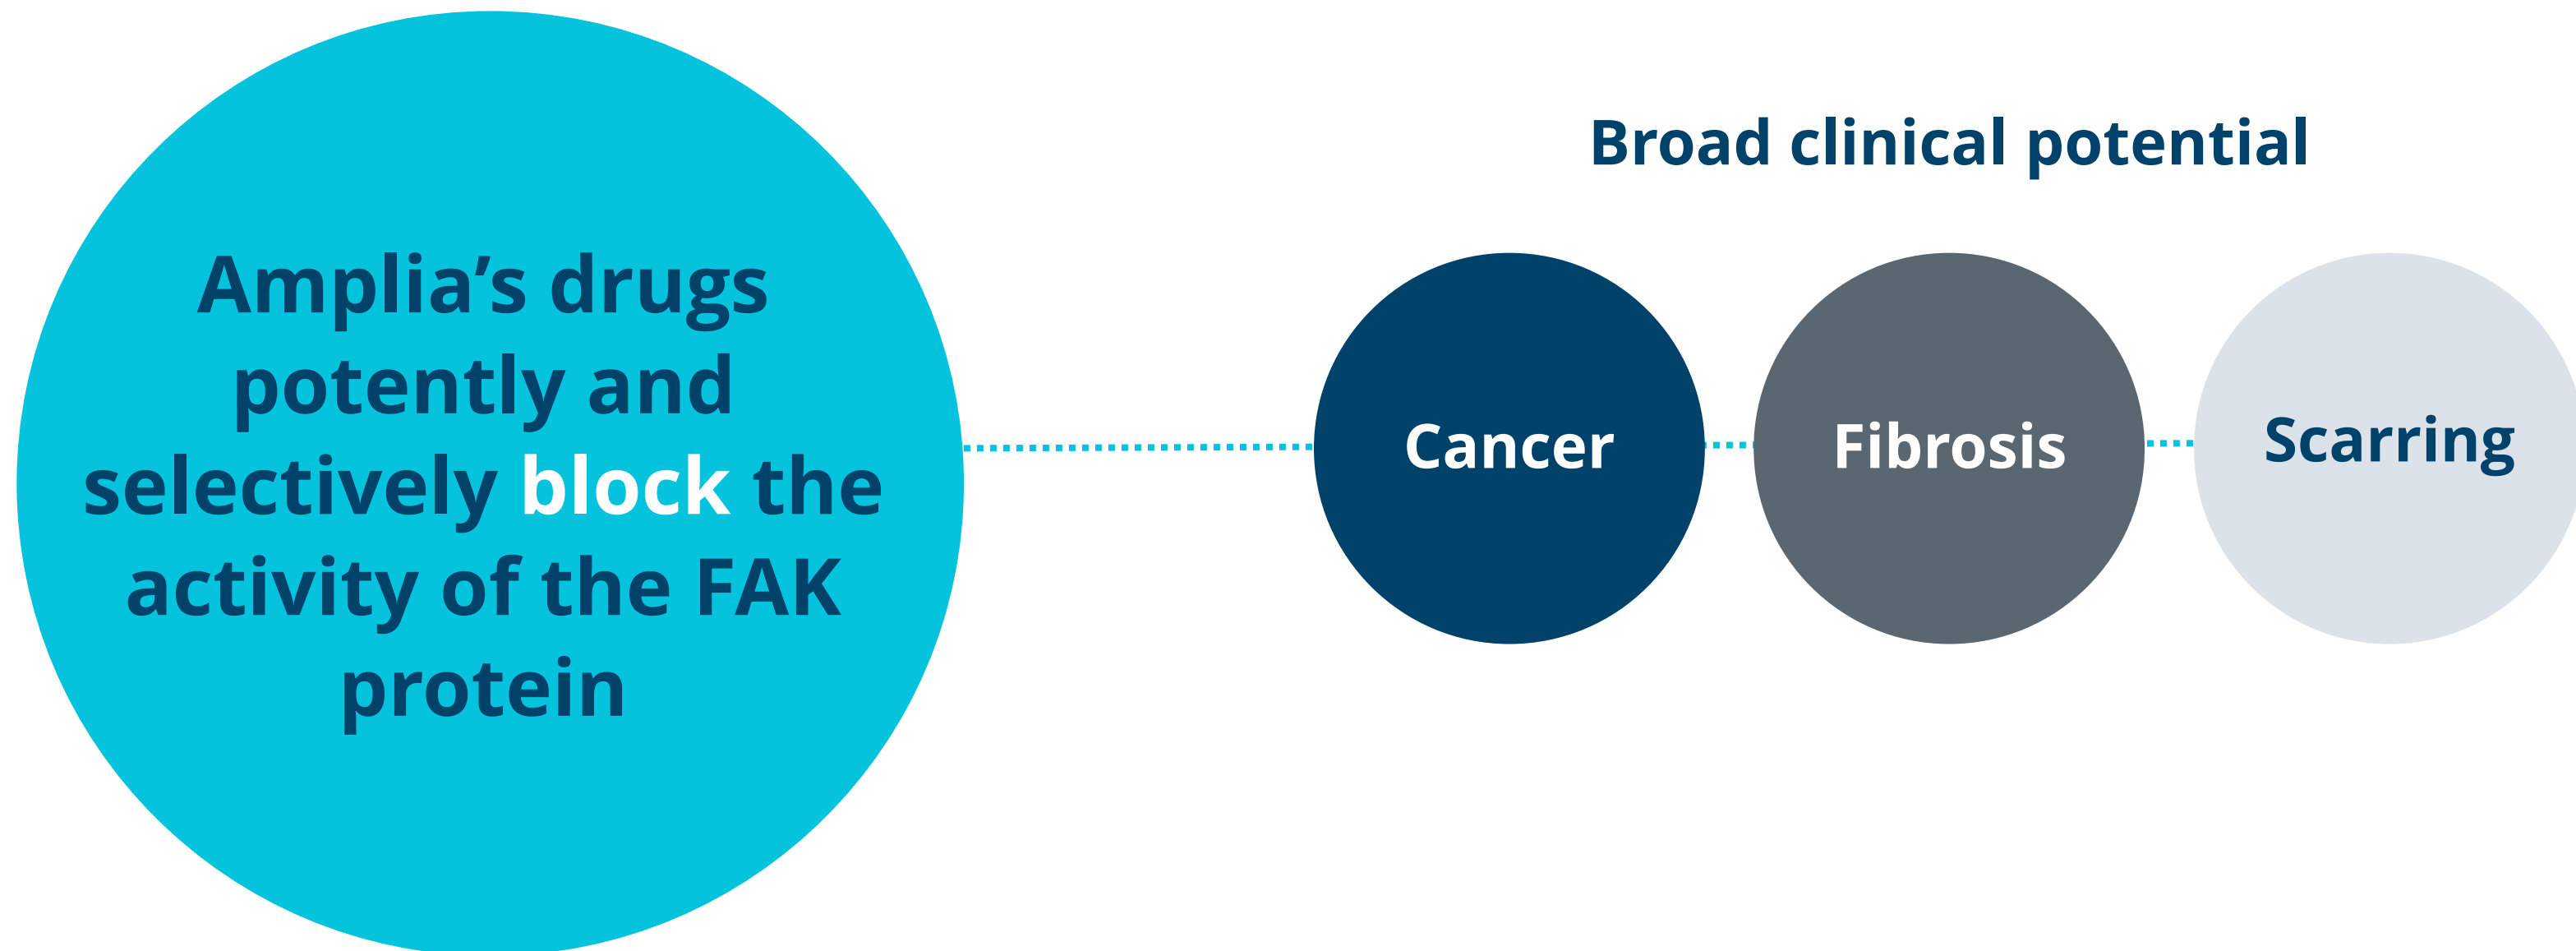 Amplia’s drugs
potently and
selectively block the
activity of the FAK
protein
Broad clinical potential
Cancer
Fibrosis
Scarring